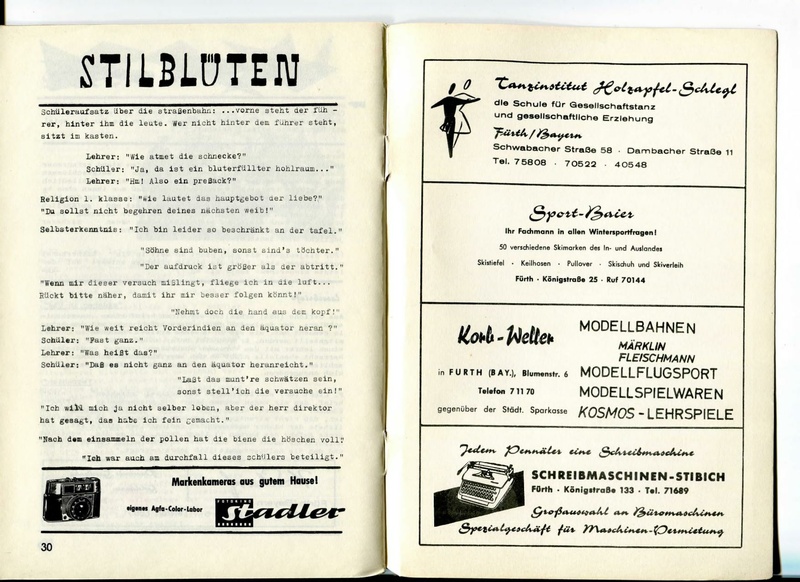 STILBLÜTEN
Schüleraufsatz über die straßenbahn: ...vorne steht der füh -
rer, hinter ihm die leute. Wer nicht hinter dem führer steht,
sitzt im kasten.
Lehrer: "Wie atmet die schnecke?"
Schüler: "Ja, da ist ein bluterfüllter hohlraum..."
Lehrer: "Hm! Also ein preßack?"
Religion 1. klasse: "Wie lautet das hauptgebot der liebe?"
"Du sollst nicht begehren deines nächsten weib!"
Selbsterkenntnis: "Ich bin leider so beschränkt an der tafel."
"Söhne sind buben, sonst sind's töchter."
"Der aufdruck ist größer als der abtritt."
"Wenn mir dieser versuch mißlingt, fliege ich in die luft...
Rückt bitte näher, damit ihr mir besser folgen könnt!"
"Nehmt doch die hand aus dem kopf!"
Lehrer: "Wie weit reicht Vorderindien an den äquator heran ?"
Schüler: "Fast ganz."
Lehrer: "Was heißt das?"
Schüler: "Daß es nicht ganz an den äquator heranreicht."
"Laßt das munt're schwätzen sein,
sonst stell'ich die versuche ein!"
"Ich will mich ja nicht selber loben, aber der herr direktor
hat gesagt, das habe ich fein gemacht."
"Nach dem einsammeln der pollen hat die biene die höschen voll?
"Ich war auch am durchfall dieses schülers beteiligt."
Markenkameras aus gutem Hause!
eigenes Agfa-Color-Labor
Stadler
30
Tanzinstitut Holzapfel-Schlegl
die Schule für Gesellschaftstanz
und gesellschaftliche Erziehung
Fürth/Bayern
Schwabacher Straße 58 · Dambacher Straße 11
Tel. 75808 · 70522 · 40548
Sport-Baier
Ihr Fachmann in allen Wintersportfragen!
50 verschiedene Skimarken des In- und Auslandes
Skistiefel · Keilhosen · Pullover · Skischuh und Skiverleih
Fürth · Königstraße 25 · Ruf 70144
Korb-Weller
in FÜRTH (BAY.), Blumenstr. 6
Telefon 7 11 70
gegenüber der Städt. Sparkasse
MODELLBAHNEN
MÄRKLIN
FLEISCHMANN
MODELLFLUGSPORT
MODELLSPIELWAREN
KOSMOS - LEHRSPIELE
Jedem Pennäler eine Schreibmaschine
SCHREIBMASCHINEN-STIBICH
Fürth · Königstraße 133 · Tel. 71689
Großauswahl an Büromaschinen
Spezialgeschäft für Maschinen-Vermietung